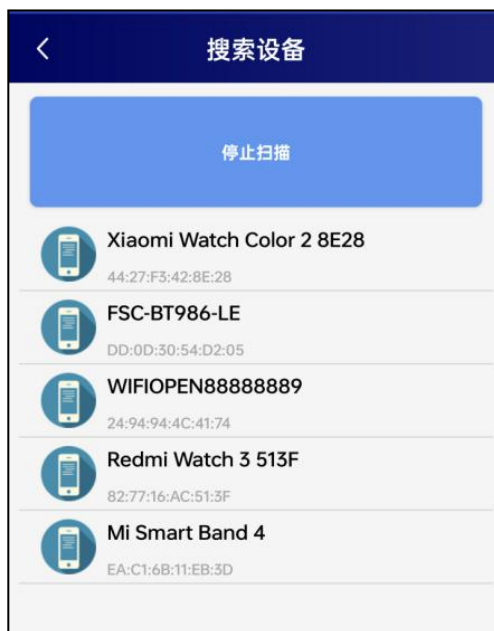 搜索设备
停止扫描
Xiaomi Watch Color 2 8E28
44:27:F3:42:8E:28
FSC-BT986-LE
DD:0D:30:54:D2:05
WIFIOPEN88888889
24:94:94:4C:41:74
Redmi Watch 3 513F
82:77:16:AC:51:3F
Mi Smart Band 4
EA:C1:6B:11:EB:3D